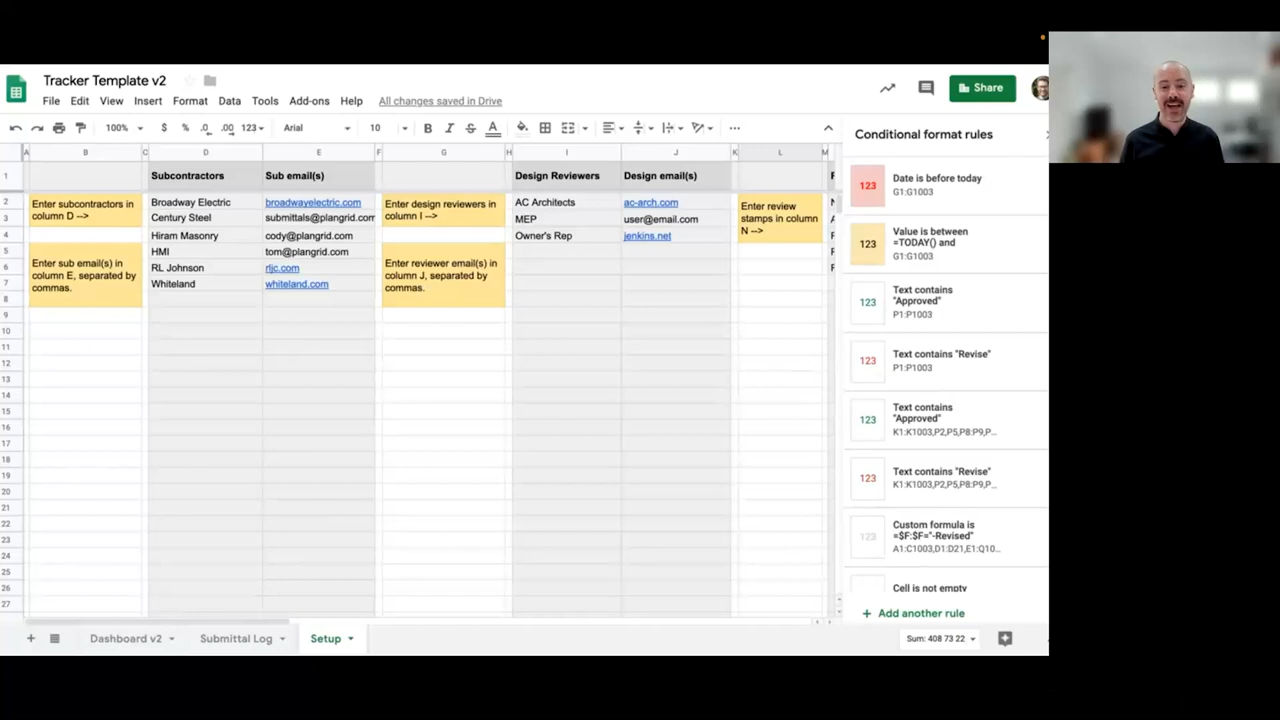 Tracker Template v2
File Edit View Insert Format Data Tools Add-ons Help All changes saved in Drive
Share
100% $ % .0 .00 123 Arial 10 B I S A
Conditional format rules
A B C D E F G H I J K L M
1 Subcontractors Sub email(s) Design Reviewers Design email(s)
2 Enter subcontractors in column D --> Broadway Electric broadwayelectric.com Enter design reviewers in column I --> AC Architects ac-arch.com Enter review stamps in column N -->
3 Century Steel submittals@plangrid.com MEP user@email.com
4 Hiram Masonry cody@plangrid.com Owner's Rep jenkins.net
5 Enter sub email(s) in column E, separated by commas. HMI tom@plangrid.com Enter reviewer email(s) in column J, separated by commas.
6 RL Johnson rljc.com
7 Whiteland whiteland.com
8
9
10
11
12
13
14
15
16
17
18
19
20
21
22
23
24
25
26
27
123 Date is before today
G1:G1003
123 Value is between
=TODAY() and
G1:G1003
123 Text contains
"Approved"
P1:P1003
123 Text contains "Revise"
P1:P1003
123 Text contains
"Approved"
K1:K1003,P2,P5,P8:P9,P...
123 Text contains "Revise"
K1:K1003,P2,P5,P8:P9,P...
123 Custom formula is
=$F:$F="-Revised"
A1:C1003,D1:D21,E1:Q10...
Cell is not empty
+ Add another rule
Dashboard v2 Submittal Log Setup
Sum: 408 73 22